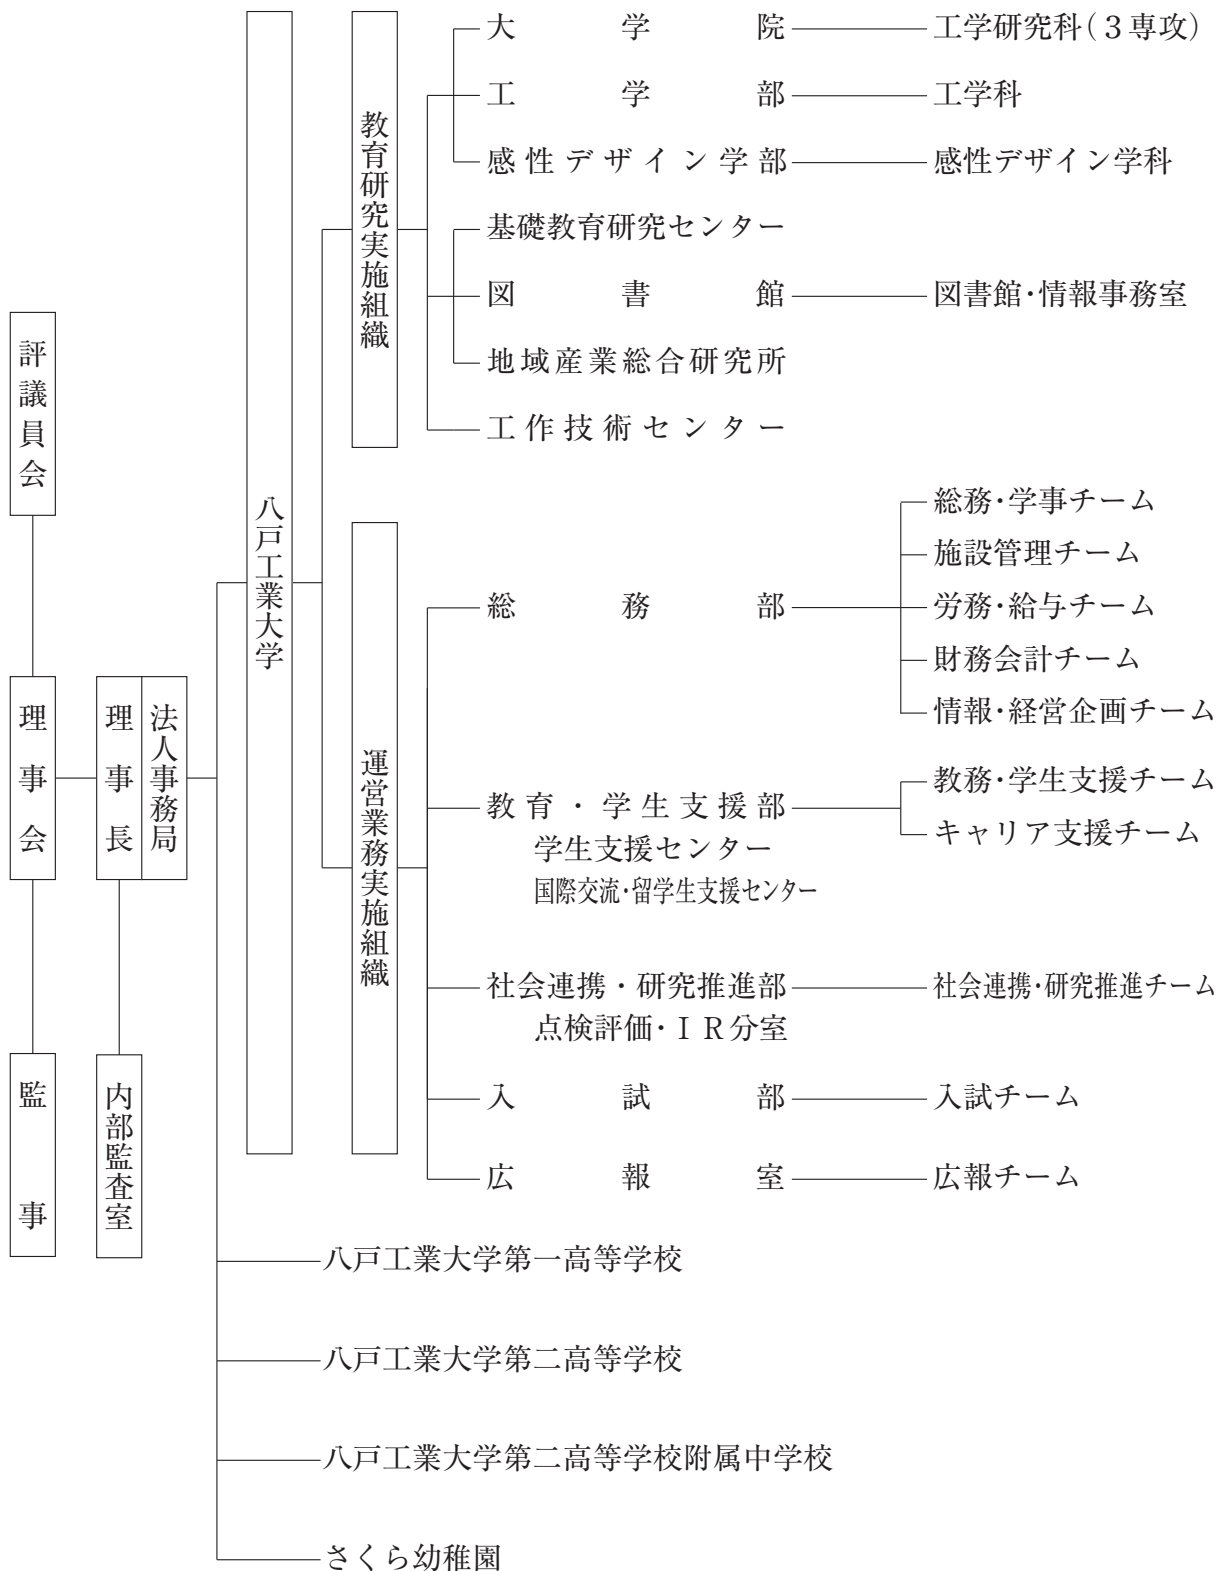 評議員会
理事会
監事
理事長
法人事務局
内部監査室
八戸工業大学
教育研究実施組織
大学院 工学研究科(3専攻)
工学部 工学科
感性デザイン学部 感性デザイン学科
基礎教育研究センター
図書館 図書館・情報事務室
地域産業総合研究所
工作技術センター
運営業務実施組織
総務部
総務・学事チーム
施設管理チーム
労務・給与チーム
財務会計チーム
情報・経営企画チーム
教育・学生支援部
学生支援センター
国際交流・留学生支援センター
教務・学生支援チーム
キャリア支援チーム
社会連携・研究推進部 社会連携・研究推進チーム
点検評価・IR分室
入試部 入試チーム
広報室 広報チーム
八戸工業大学第一高等学校
八戸工業大学第二高等学校
八戸工業大学第二高等学校附属中学校
さくら幼稚園